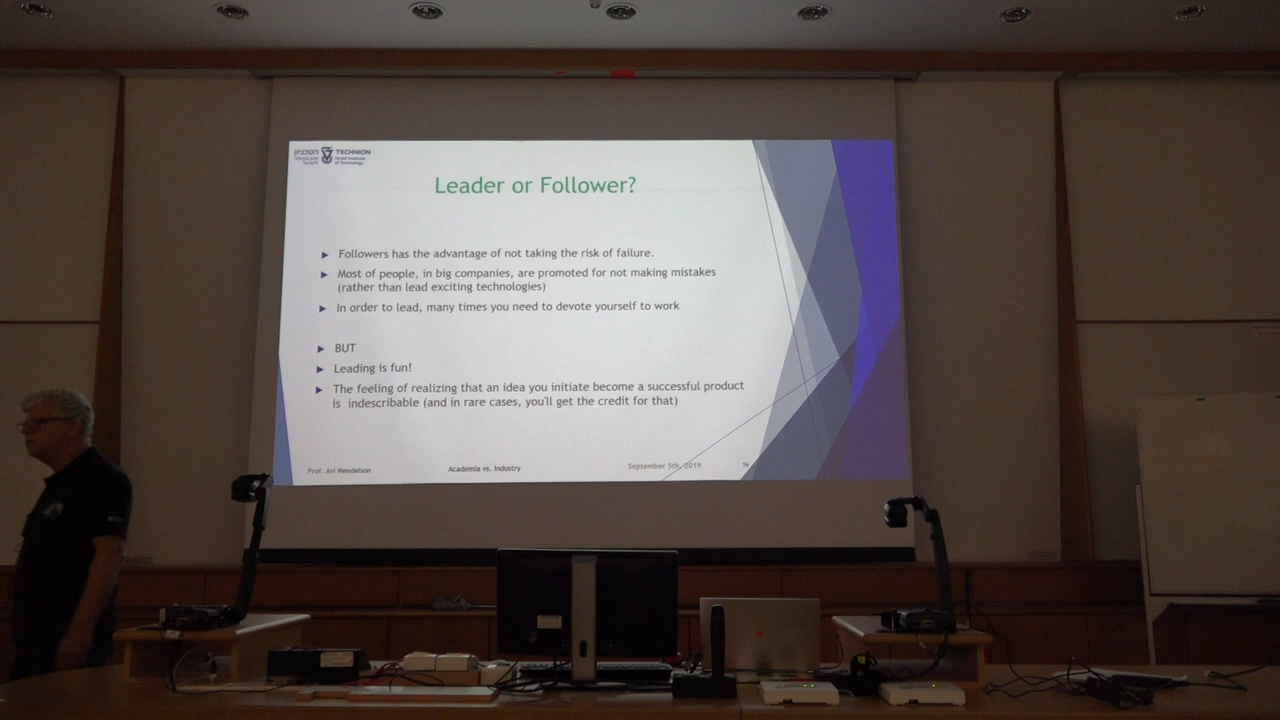 הטכניון
TECHNION
Israel Institute
of Technology
Leader or Follower?
Followers has the advantage of not taking the risk of failure.
Most of people, in big companies, are promoted for not making mistakes
(rather than lead exciting technologies)
In order to lead, many times you need to devote yourself to work
BUT
Leading is fun!
The feeling of realizing that an idea you initiate become a successful product
is indescribable (and in rare cases, you'll get the credit for that)
Prof. Avi Mendelson
Academia vs. Industry
September 5th, 2019
16